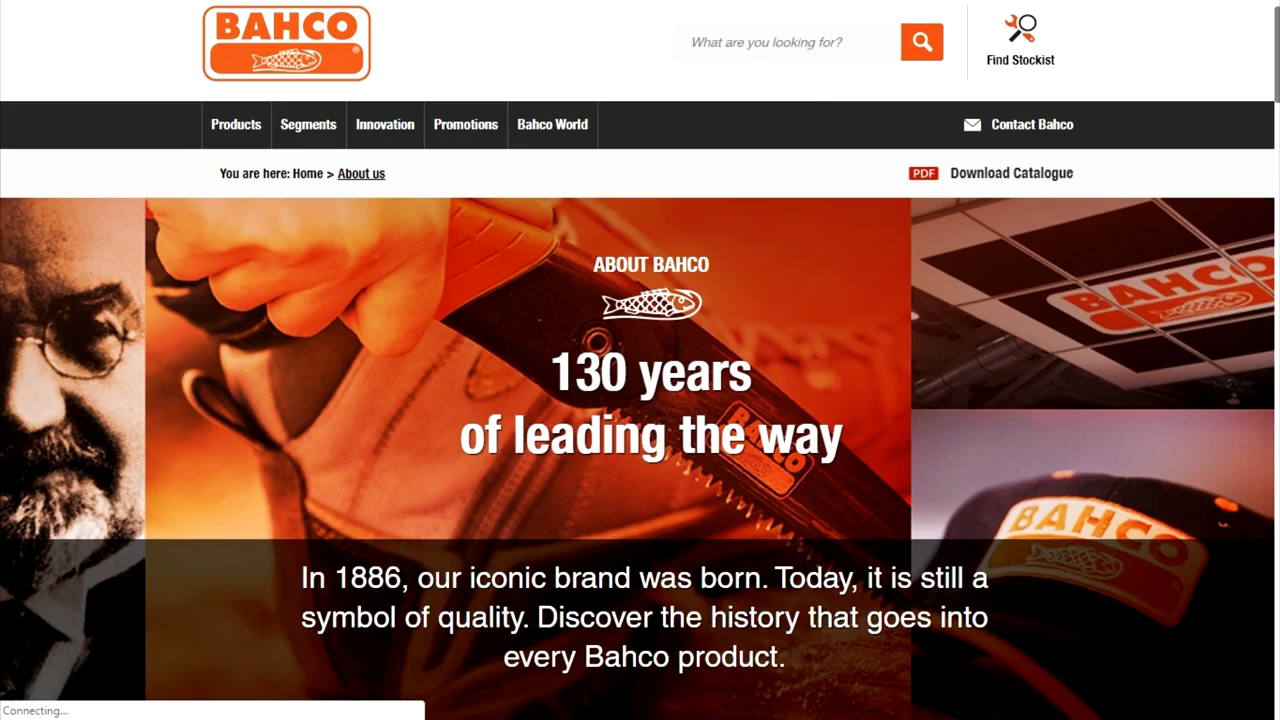 BAHCO
®
What are you looking for?
Find Stockist
Products
Segments
Innovation
Promotions
Bahco World
Contact Bahco
You are here: Home > About us
PDF
Download Catalogue
ABOUT BAHCO
BAHCO
130 years
of leading the way
BAHCO
BAHCO
In 1886, our iconic brand was born. Today, it is still a
symbol of quality. Discover the history that goes into
every Bahco product.
Connecting...